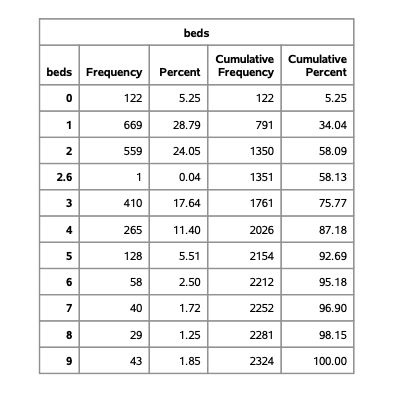 beds
beds Frequency Percent Cumulative Frequency Cumulative Percent
0 122 5.25 122 5.25
1 669 28.79 791 34.04
2 559 24.05 1350 58.09
2.6 1 0.04 1351 58.13
3 410 17.64 1761 75.77
4 265 11.40 2026 87.18
5 128 5.51 2154 92.69
6 58 2.50 2212 95.18
7 40 1.72 2252 96.90
8 29 1.25 2281 98.15
9 43 1.85 2324 100.00